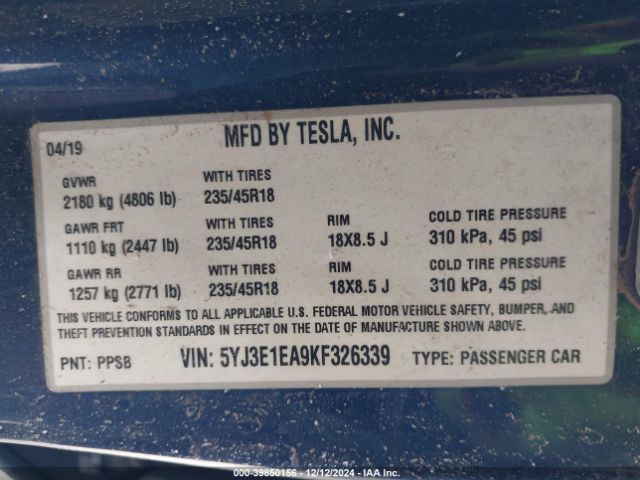 04/19 MFD BY TESLA, INC.
GVWR WITH TIRES
2180 kg (4806 lb) 235/45R18
GAWR FRT WITH TIRES RIM COLD TIRE PRESSURE
1110 kg (2447 lb) 235/45R18 18X8.5 J 310 kPa, 45 psi
GAWR RR WITH TIRES RIM COLD TIRE PRESSURE
1257 kg (2771 lb) 235/45R18 18X8.5 J 310 kPa, 45 psi
THIS VEHICLE CONFORMS TO ALL APPLICABLE U.S. FEDERAL MOTOR VEHICLE SAFETY, BUMPER, AND
THEFT PREVENTION STANDARDS IN EFFECT ON THE DATE OF MANUFACTURE SHOWN ABOVE.
PNT: PPSB VIN: 5YJ3E1EA9KF326339 TYPE: PASSENGER CAR
000-39850156 - 12/12/2024 - IAA Inc.